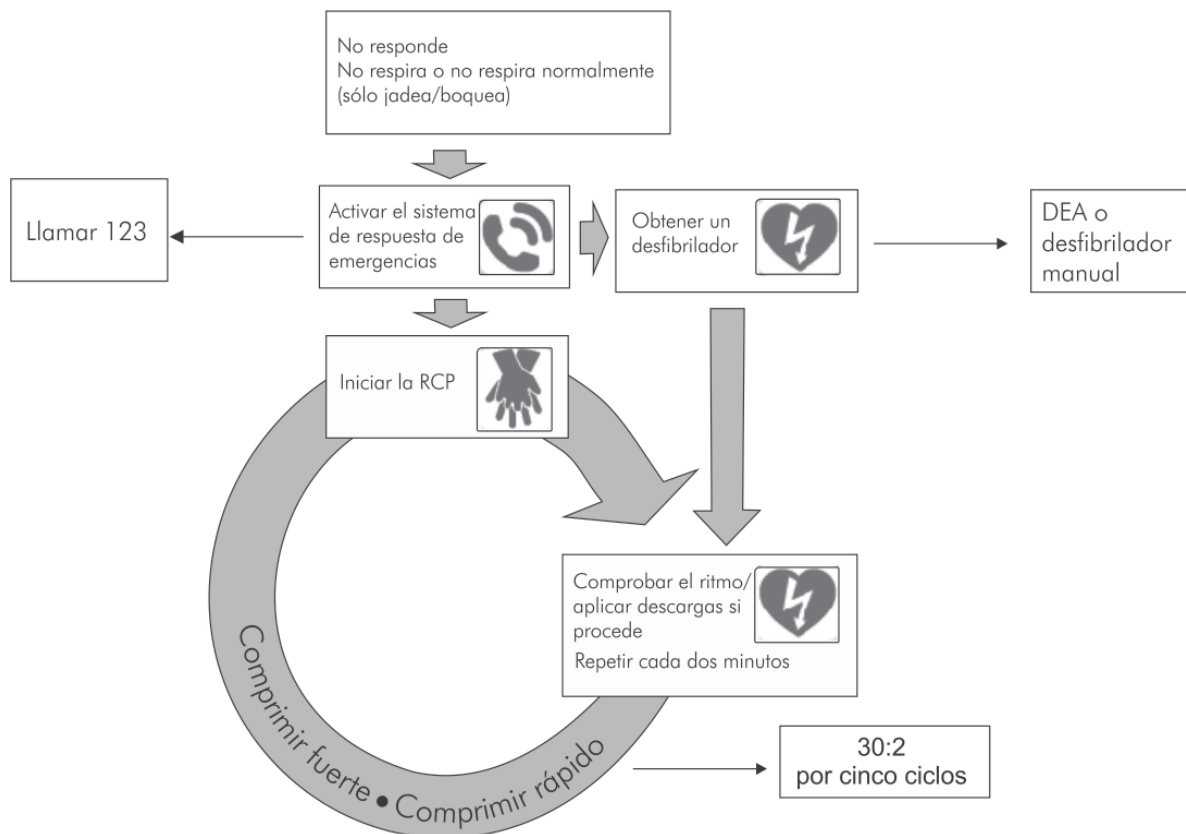 No responde
No respira o no respira normalmente
(sólo jadea/boquea)
Llamar 123
Activar el sistema
de respuesta de
emergencias
Obtener un
desfibrilador
DEA o
desfibrilador
manual
Iniciar la RCP
Comprobar el ritmo/
aplicar descargas si
procede
Repetir cada dos minutos
Comprimir fuerte • Comprimir rápido
30:2
por cinco ciclos